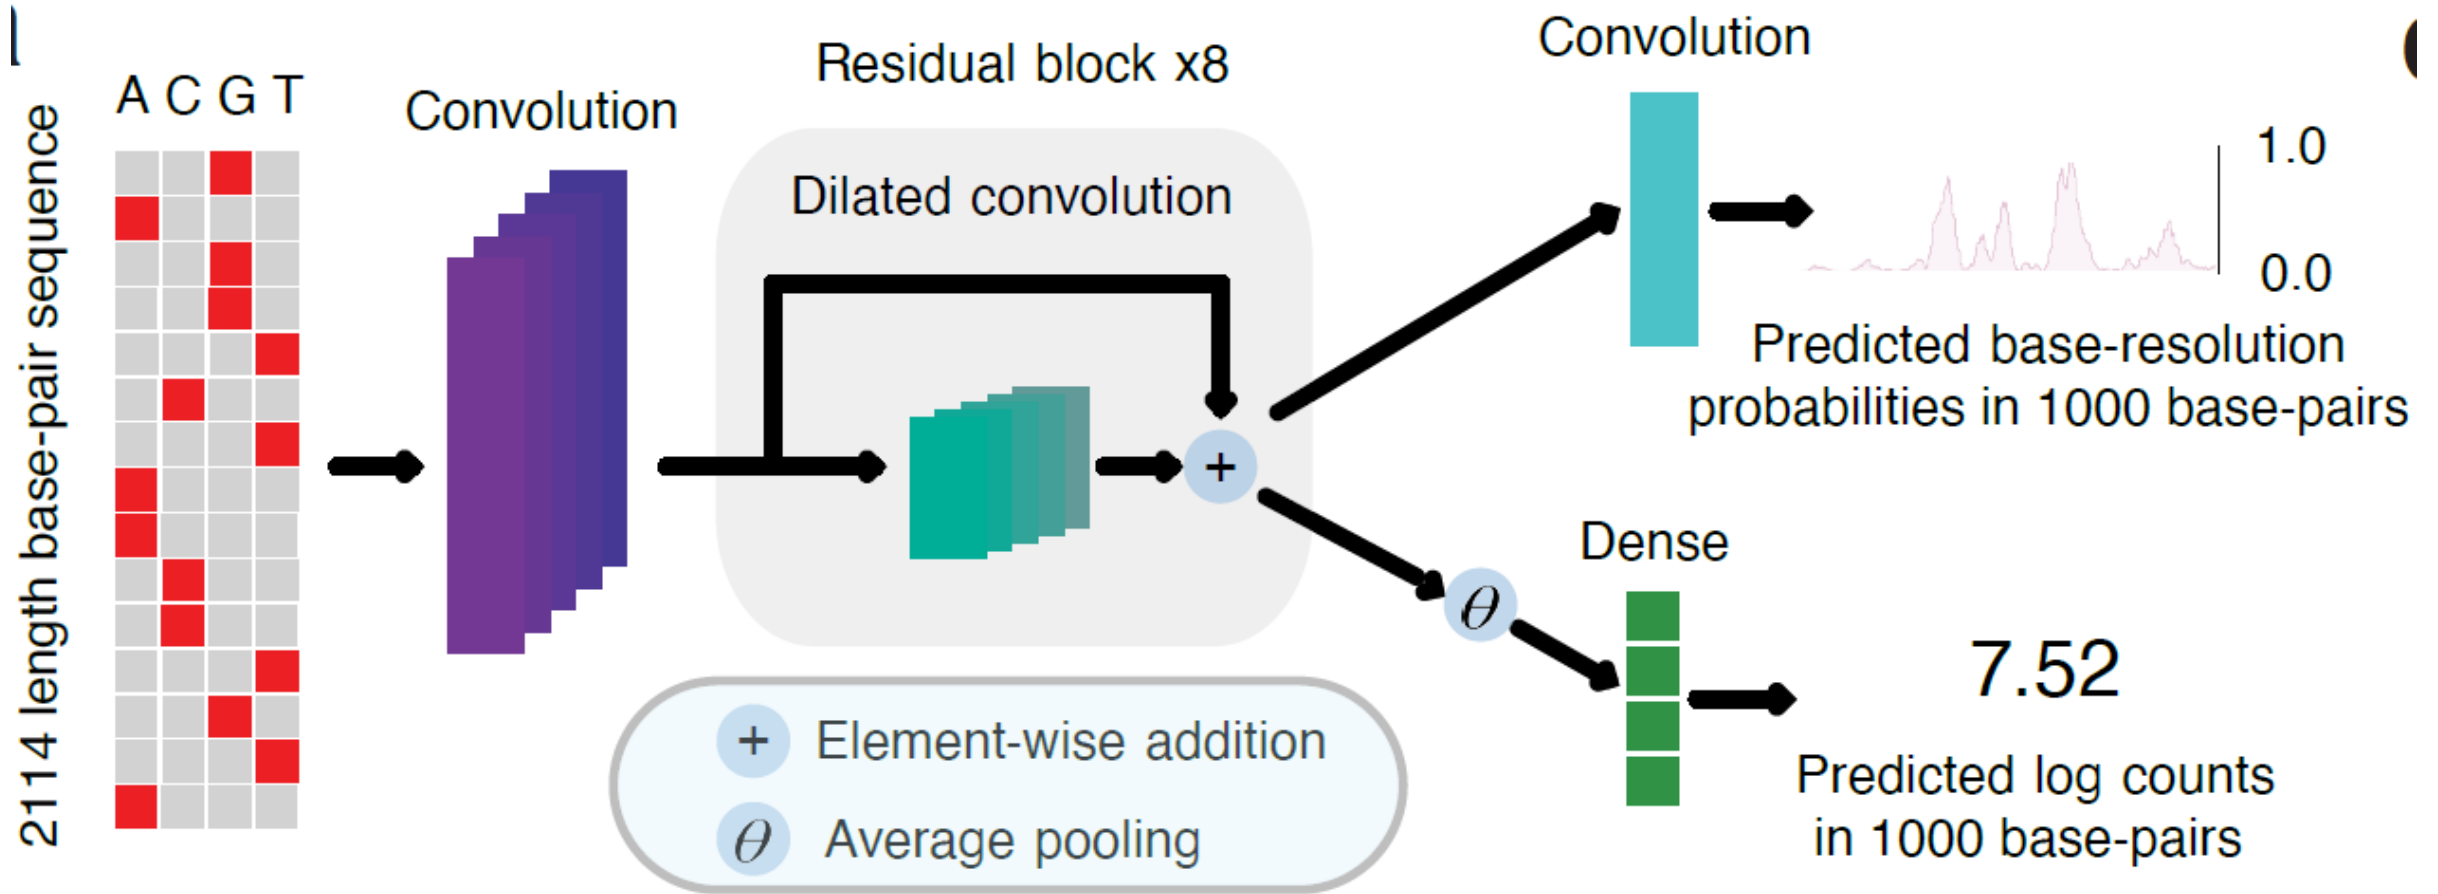 A C G T
2114 length base-pair sequence
Convolution
Residual block x8
Dilated convolution
+
Convolution
1.0
0.0
Predicted base-resolution
probabilities in 1000 base-pairs
θ
Dense
7.52
Predicted log counts
in 1000 base-pairs
+ Element-wise addition
θ Average pooling